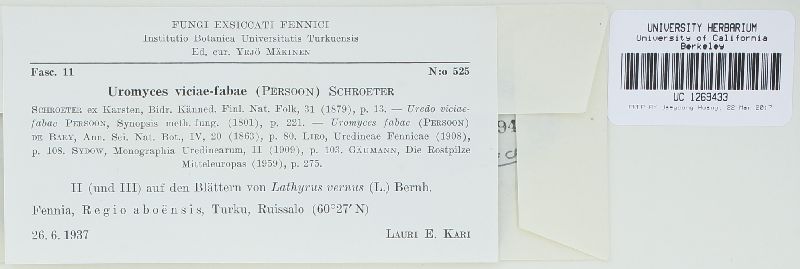 FUNGI EXSICCATI FENNICI
Institutio Botanica Universitatis Turkuensis
Ed. cur. YRJÖ MÄKINEN
Fasc. 11 N:o 525
Uromyces viciae-fabae (PERSOON) SCHROETER
SCHROETER ex Karsten, Bidr. Känned. Finl. Nat. Folk, 31 (1879), p. 13. — Uredo viciae-
fabae PERSOON, Synopsis meth. fung. (1801), p. 221. — Uromyces fabae (PERSOON)
DE BARY, Ann. Sci. Nat. Bot., IV, 20 (1863), p. 80. LIRO, Uredineae Fennicae (1908),
p. 108. SYDOW, Monographia Uredinearum, II (1909), p. 103. GÄUMANN, Die Rostpilze
Mitteleuropas (1959), p. 275.
II (und III) auf den Blättern von Lathyrus vernus (L.) Bernh.
Fennia, Regio aboënsis, Turku, Ruissalo (60°27′ N)
26. 6. 1937 LAURI E. KARI
94
UNIVERSITY HERBARIUM
University of California
Berkeley
UC 1269433
22 Mar 2017